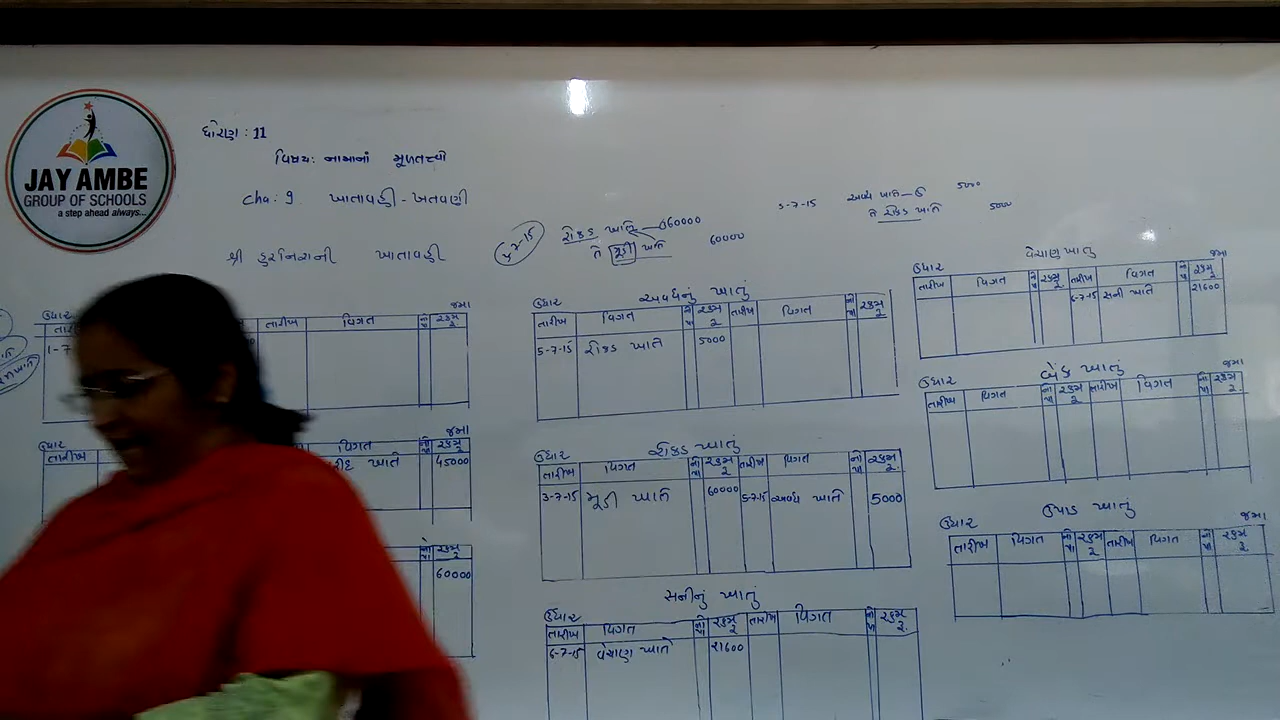 JAY AMBE
GROUP OF SCHOOLS
a step ahead always...
ધોરણ : 11
વિષય: નામાનાં મૂળતત્ત્વો
cha: 9 ખાતાવહી - ખતવણી
શ્રી હર્ષાનરાની ખાતાવહી
રોકડ ખાતે 60000
તે મૂડી ખાતે 60000
5-7-15 અવધ ખાતે - ઉ 5000
તે રોકડ ખાતે 5000
જમા
તારીખ વિગત રકમ રૂ
1-7
ઉધાર જમા
તારીખ વિગત રકમ રૂ
ખાતે 45000
રકમ રૂ
60000
અવધનું ખાતું
ઉધાર
તારીખ વિગત રકમ રૂ તારીખ વિગત રકમ રૂ
5-7-15 રોકડ ખાતે 5000
રોકડ ખાતું
ઉધાર
તારીખ વિગત રકમ રૂ તારીખ વિગત રકમ રૂ.
3-7-15 મૂડી ખાતે 60000 5-7-15 અવધ ખાતે 5000
સનીનું ખાતું
ઉધાર
તારીખ વિગત રકમ રૂ તારીખ વિગત રકમ રૂ.
6-7-15 વેચાણ ખાતે 21600
વેચાણ ખાતું
ઉધાર જમા
તારીખ વિગત રકમ રૂ તારીખ વિગત રકમ રૂ
6-7-15 સની ખાતે 21600
બેંક ખાતું
ઉધાર જમા
તારીખ વિગત રકમ રૂ તારીખ વિગત રકમ રૂ
ઉપાડ ખાતું
ઉધાર જમા
તારીખ વિગત રકમ રૂ તારીખ વિગત રકમ રૂ.